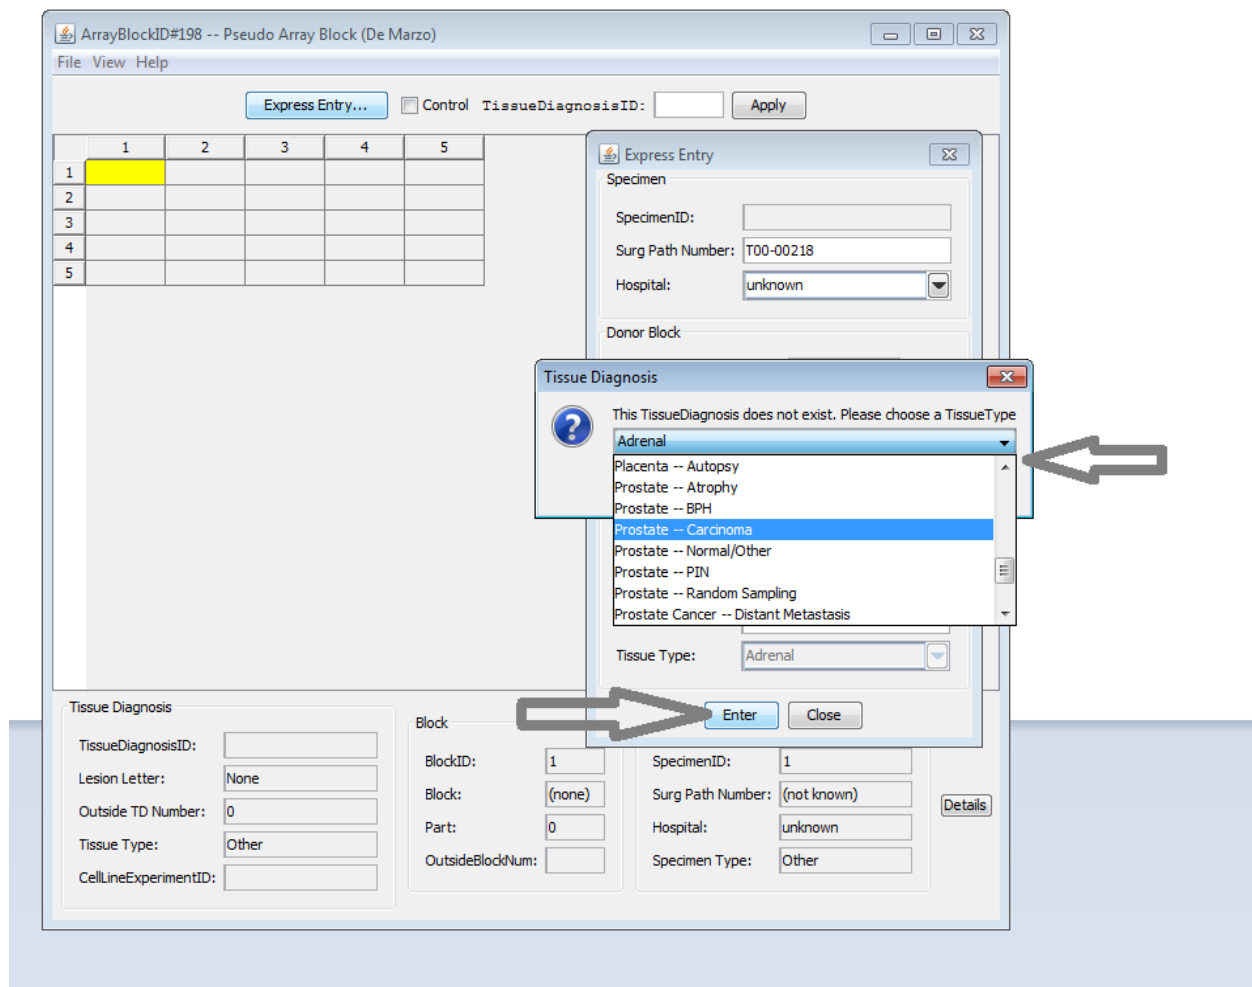 ArrayBlockID#198 -- Pseudo Array Block (De Marzo)
File View Help
Express Entry... Control TissueDiagnosisID: Apply
1 2 3 4 5
1
2
3
4
5
Express Entry
Specimen
SpecimenID:
Surg Path Number: T00-00218
Hospital: unknown
Donor Block
Tissue Diagnosis
This TissueDiagnosis does not exist. Please choose a TissueType
Adrenal
Placenta -- Autopsy
Prostate -- Atrophy
Prostate -- BPH
Prostate -- Carcinoma
Prostate -- Normal/Other
Prostate -- PIN
Prostate -- Random Sampling
Prostate Cancer -- Distant Metastasis
Tissue Type: Adrenal
Enter Close
Tissue Diagnosis
TissueDiagnosisID:
Lesion Letter: None
Outside TD Number: 0
Tissue Type: Other
CellLineExperimentID:
Block
BlockID: 1
Block: (none)
Part: 0
OutsideBlockNum:
SpecimenID: 1
Surg Path Number: (not known)
Hospital: unknown
Specimen Type: Other
Details